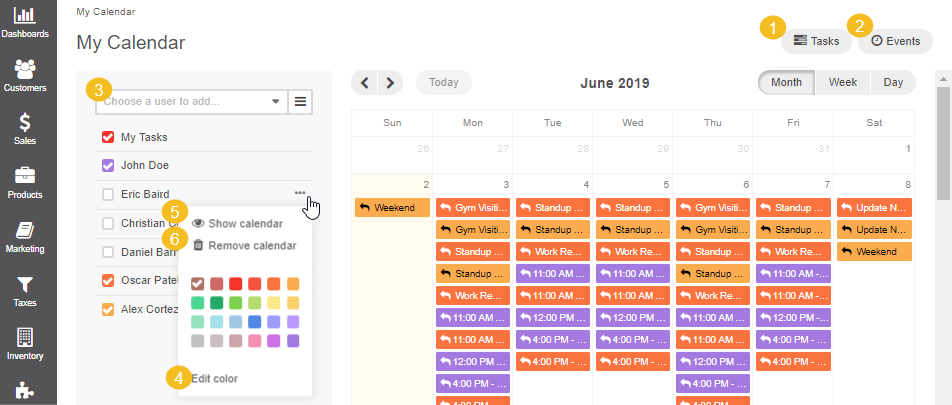 My Calendar
Dashboards
Customers
Sales
Products
Marketing
Taxes
Inventory
My Calendar
1
Tasks
2
Events
3
Choose a user to add...
My Tasks
John Doe
Eric Baird
Christian
Daniel Barr
Oscar Patel
Alex Cortez
5
Show calendar
6
Remove calendar
4
Edit color
Today
June 2019
Month Week Day
Sun Mon Tue Wed Thu Fri Sat
26 27 28 29 30 31 1
2 3 4 5 6 7 8
Weekend Gym Visiti... Standup ... Standup ... Gym Visiti... Standup ... Update N...
Gym Visiti... Standup ... Standup ... Gym Visiti... Standup ... Update N...
Standup ... Work Re... Work Re... Standup ... Work Re... Weekend
Standup ... 11:00 AM ... 11:00 AM ... Standup ... 11:00 AM -...
Work Re... 11:00 AM ... 11:00 AM ... Work Re... 11:00 AM ...
11:00 AM ... 12:00 PM -... 12:00 PM -... 11:00 AM ... 12:00 PM -...
11:00 AM ... 4:00 PM - ... 4:00 PM - ... 11:00 AM ... 4:00 PM - ...
12:00 PM -... 4:00 PM - ... 4:00 PM - ... 12:00 PM -... 4:00 PM - ...
4:00 PM - ... 4:00 PM - ...